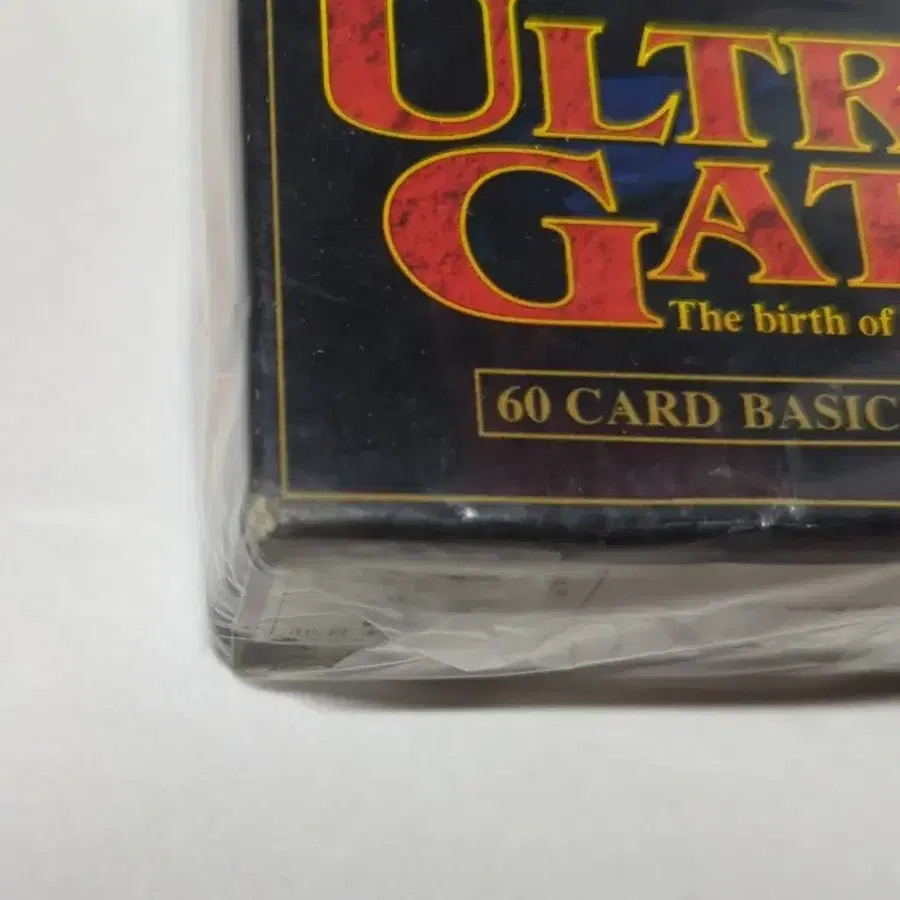 ULTR
GAT
The birth of
60 CARD BASIC